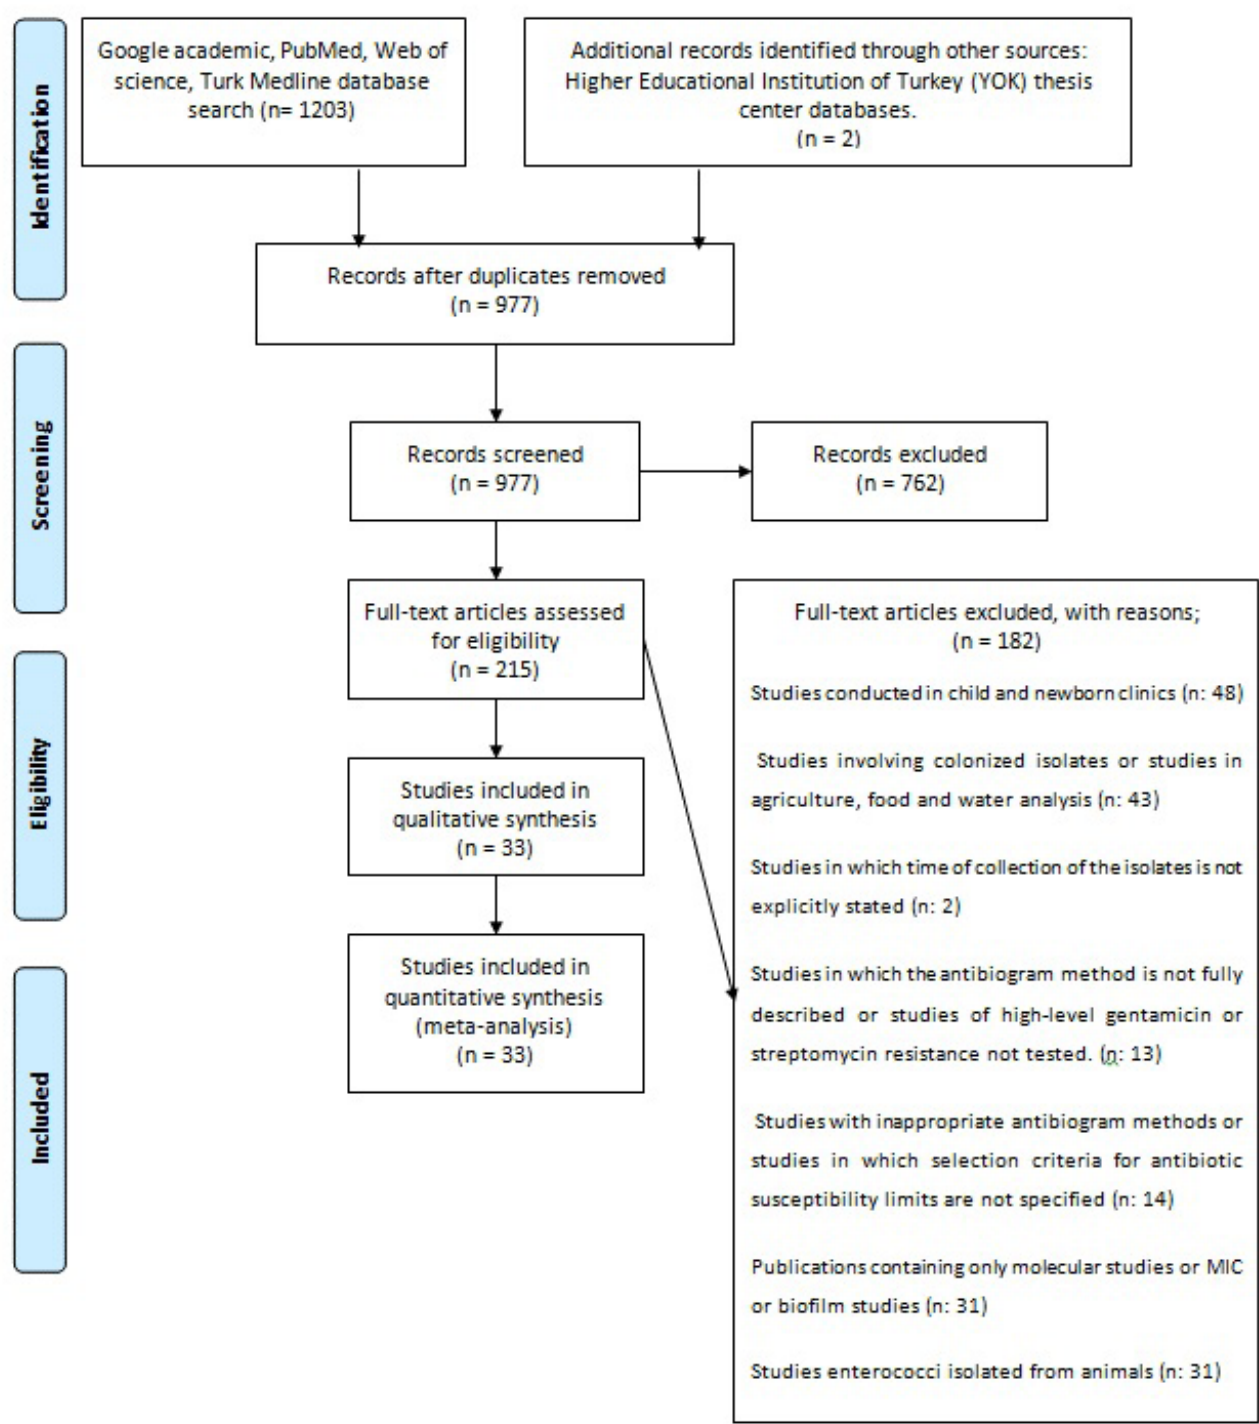 Identification
Google academic, PubMed, Web of
science, Turk Medline database
search (n= 1203)
Additional records identified through other sources:
Higher Educational Institution of Turkey (YOK) thesis
center databases.
(n = 2)
Records after duplicates removed
(n = 977)
Screening
Records screened
(n = 977)
Records excluded
(n = 762)
Full-text articles assessed
for eligibility
(n = 215)
Full-text articles excluded, with reasons;
(n = 182)
Studies conducted in child and newborn clinics (n: 48)
Studies involving colonized isolates or studies in
agriculture, food and water analysis (n: 43)
Studies in which time of collection of the isolates is not
explicitly stated (n: 2)
Studies in which the antibiogram method is not fully
described or studies of high-level gentamicin or
streptomycin resistance not tested. (n: 13)
Studies with inappropriate antibiogram methods or
studies in which selection criteria for antibiotic
susceptibility limits are not specified (n: 14)
Publications containing only molecular studies or MIC
or biofilm studies (n: 31)
Studies enterococci isolated from animals (n: 31)
Eligibility
Studies included in
qualitative synthesis
(n = 33)
Included
Studies included in
quantitative synthesis
(meta-analysis)
(n = 33)